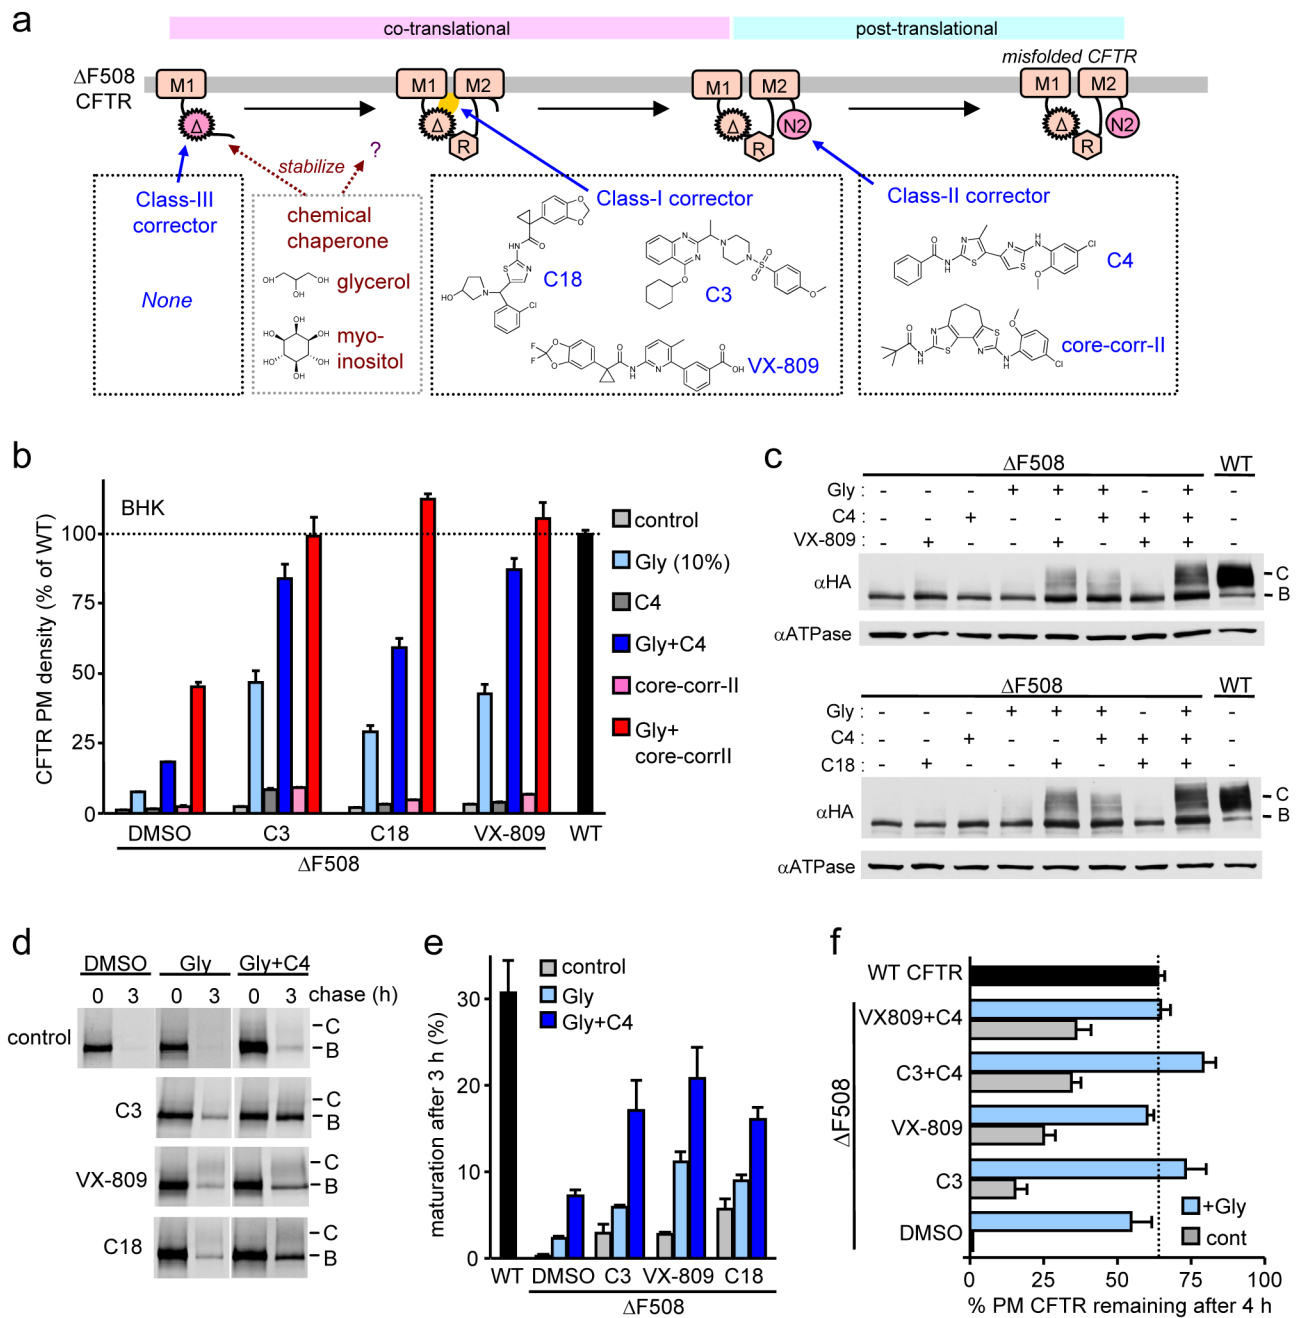 a
co-translational
post-translational
misfolded CFTR
ΔF508
CFTR
M1
M1
M2
M1
M2
M1
M2
Δ
Δ
R
Δ
R
N2
Δ
R
N2
stabilize
?
Class-III
corrector
None
chemical
chaperone
glycerol
myo-
inositol
Class-I corrector
C18
C3
VX-809
Class-II corrector
C4
core-corr-II
b
BHK
CFTR PM density (% of WT)
100
75
50
25
0
DMSO
C3
C18
VX-809
WT
ΔF508
control
Gly (10%)
C4
Gly+C4
core-corr-II
Gly+
core-corrII
c
ΔF508
WT
Gly : - - - + + + - + -
C4 : - - + - - + + + -
VX-809 : - + - - + - + + -
αHA
C
B
αATPase
ΔF508
WT
Gly : - - - + + + - + -
C4 : - - + - - + + + -
C18 : - + - - + - + + -
αHA
C
B
αATPase
d
DMSO
Gly
Gly+C4
0 3 0 3 0 3 chase (h)
control
C
B
C3
C
B
VX-809
C
B
C18
C
B
e
maturation after 3 h (%)
30
20
10
0
control
Gly
Gly+C4
WT
DMSO
C3
VX-809
C18
ΔF508
f
WT CFTR
VX809+C4
C3+C4
VX-809
C3
DMSO
ΔF508
+Gly
cont
0 25 50 75 100
% PM CFTR remaining after 4 h